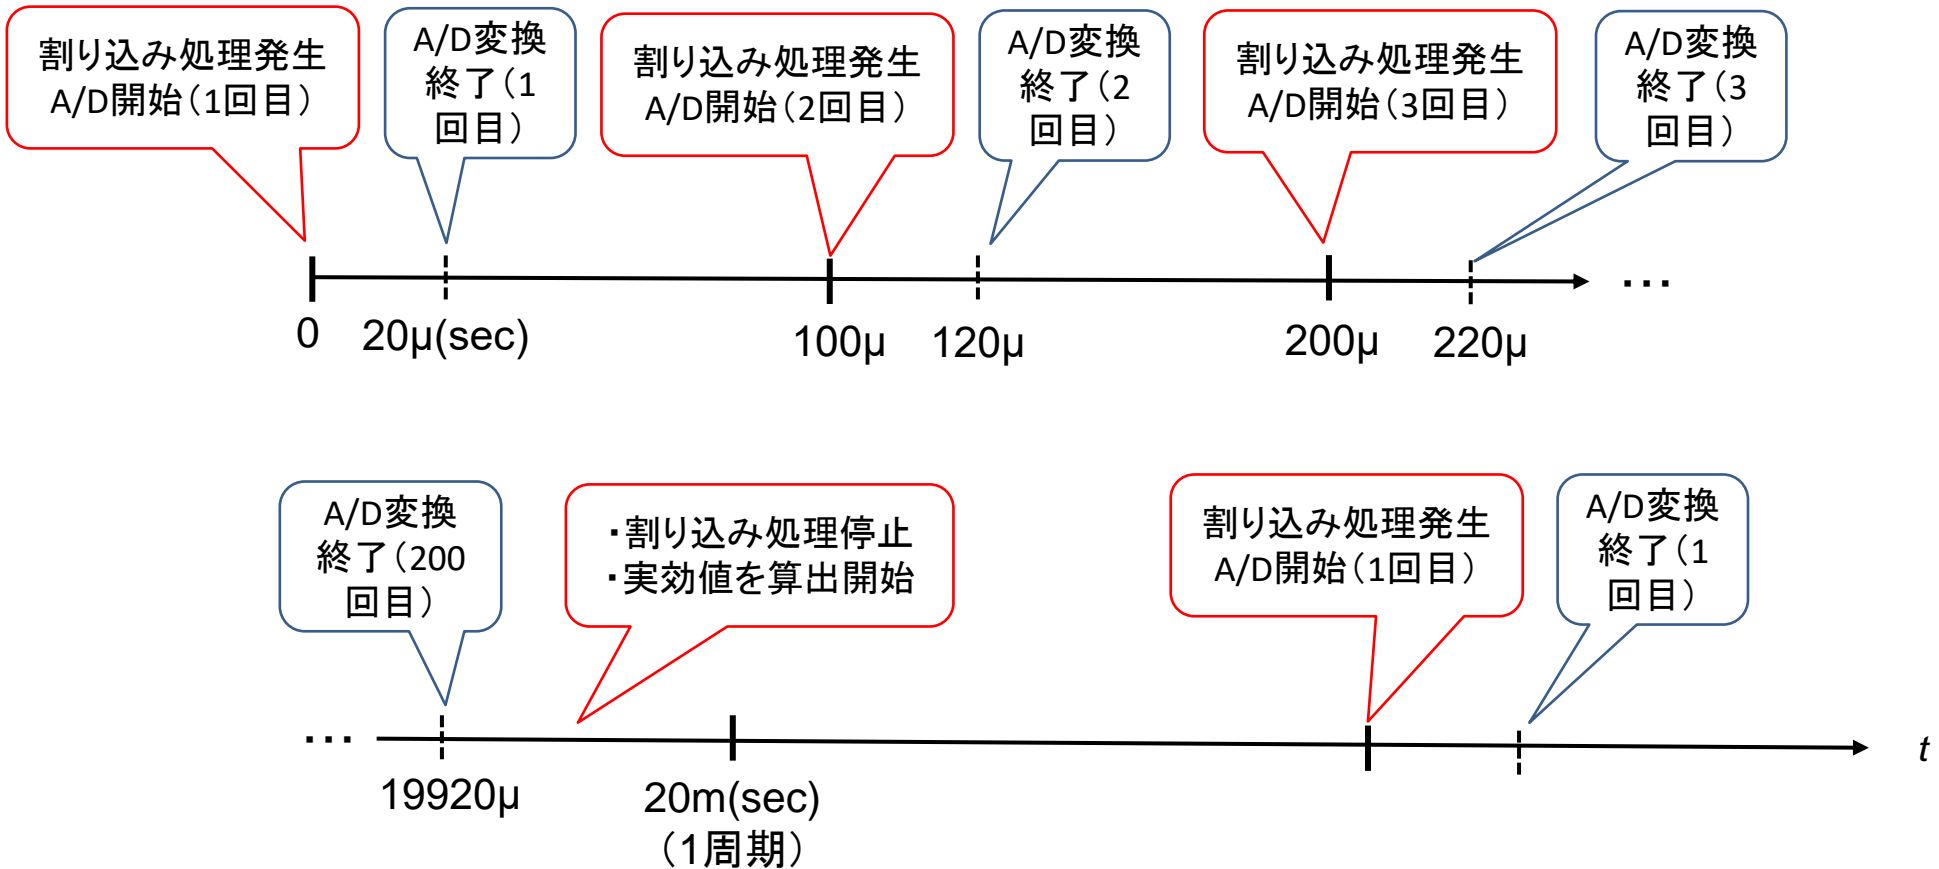 割り込み処理発生
A/D開始(1回目)
A/D変換
終了(1
回目)
割り込み処理発生
A/D開始(2回目)
A/D変換
終了(2
回目)
割り込み処理発生
A/D開始(3回目)
A/D変換
終了(3
回目)
0
20μ(sec)
100μ
120μ
200μ
220μ
…
A/D変換
終了(200
回目)
・割り込み処理停止
・実効値を算出開始
割り込み処理発生
A/D開始(1回目)
A/D変換
終了(1
回目)
…
t
19920μ
20m(sec)
(1周期)